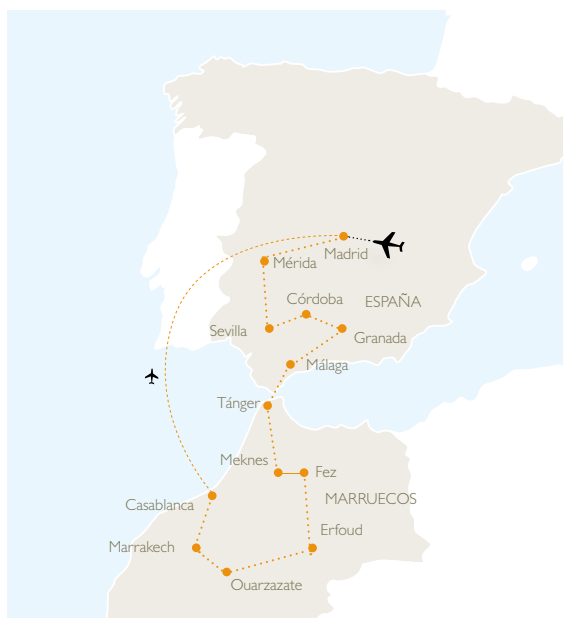 Madrid
Mérida
Córdoba
ESPAÑA
Sevilla
Granada
Málaga
Tánger
Meknes
Fez
MARRUECOS
Casablanca
Erfoud
Marrakech
Ouarzazate